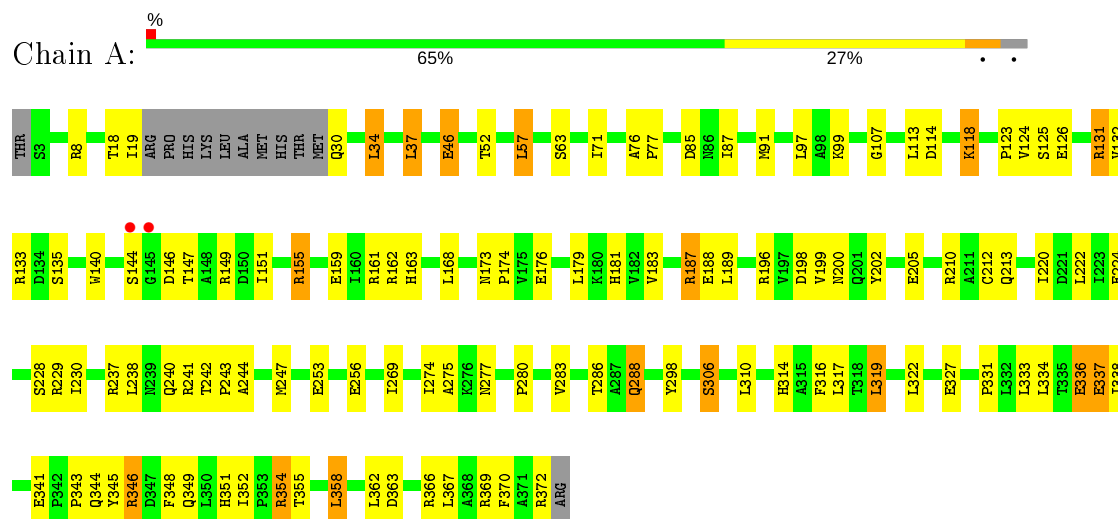 %
Chain A:
65% 27% • •
THR S3 R8 T18 I19 ARG PRO HIS LYS LEU ALA MET HIS THR MET Q30 L34 L37 E46 T52 L57 S63 I71 A76 P77 D85 N86 I87 M91 L97 A98 K99 G107 L113 D114 K118 P123 V124 S125 E126 R131 V132
R133 D134 S135 W140 S144 G145 D146 T147 A148 R149 D150 I151 R155 E159 I160 R161 R162 H163 L168 N173 P174 V175 E176 L179 K180 H181 V182 V183 R187 E188 L189 R196 V197 D198 V199 N200 Q201 Y202 E205 R210 A211 C212 Q213 I220 D221 L222 I223
S228 R229 I230 R237 L238 N239 Q240 R241 T242 P243 A244 M247 E253 E256 I269 I274 A275 K276 N277 P280 V283 T286 A287 Q288 Y298 S306 L310 H314 A315 F316 L317 T318 L319 L322 E327 P331 L332 L333 L334 T335 E336 E337
E341 P342 P343 Q344 Y345 R346 D347 F348 Q349 L350 H351 I352 P353 R354 T355 L358 L362 D363 R366 L367 A368 R369 F370 A371 R372 ARG